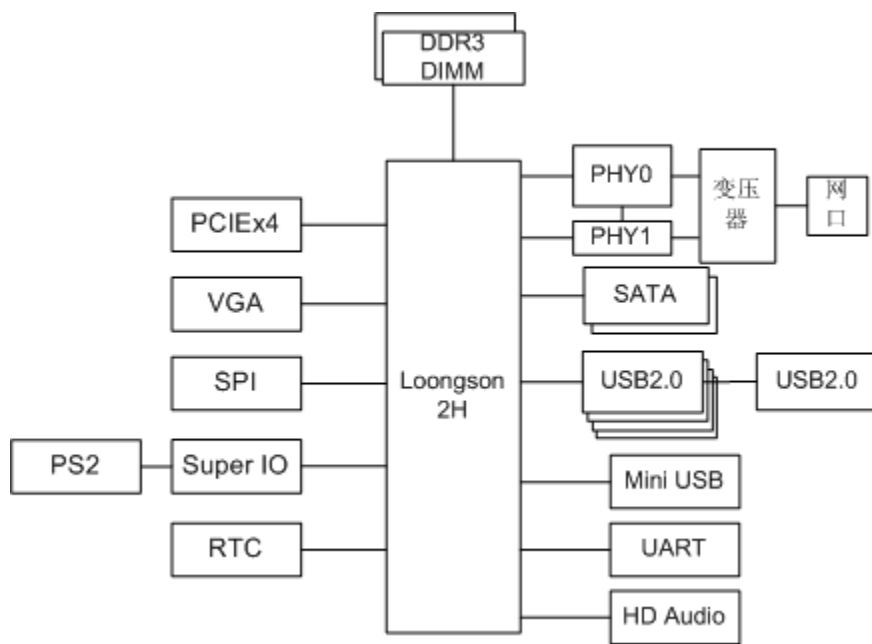 DDR3
DIMM
PHY0
变压
器
网
口
PCIEx4
PHY1
VGA
SATA
SPI
Loongson
2H
USB2.0
USB2.0
PS2
Super IO
Mini USB
RTC
UART
HD Audio